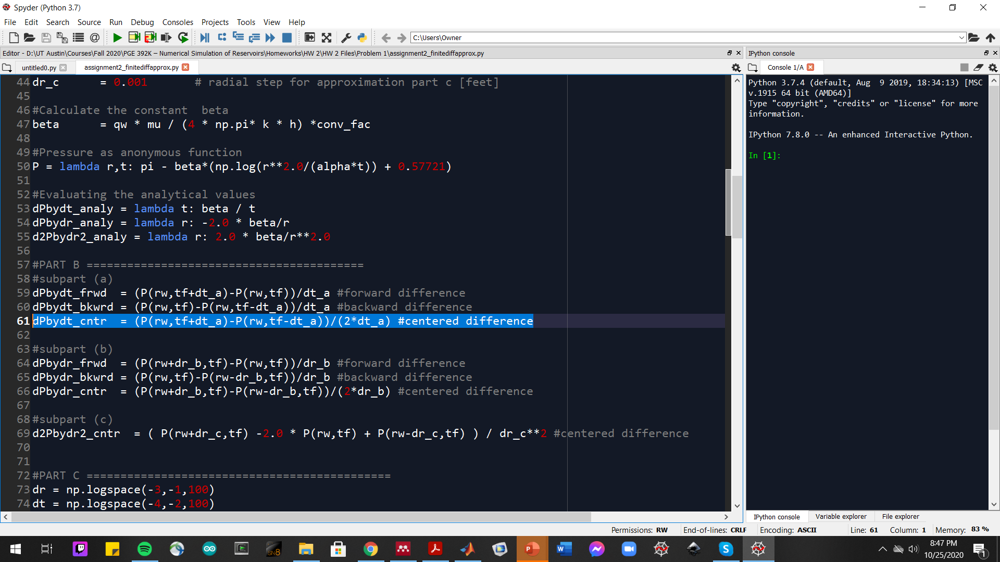 Spyder (Python 3.7)
File Edit Search Source Run Debug Consoles Projects Tools View Help
C:\Users\Owner
Editor - D:\UT Austin\Courses\Fall 2020\PGE 392K – Numerical Simulation of Reservoirs\Homeworks\HW 2\HW 2 Files\Problem 1\assignment2_finitediffapprox.py
untitled0.py assignment2_finitediffapprox.py
44 dr_c      = 0.001       # radial step for approximation part c [feet]
45
46 #Calculate the constant  beta
47 beta      = qw * mu / (4 * np.pi* k * h) *conv_fac
48
49 #Pressure as anonymous function
50 P = lambda r,t: pi - beta*(np.log(r**2.0/(alpha*t)) + 0.57721)
51
52 #Evaluating the analytical values
53 dPbydt_analy = lambda t: beta / t
54 dPbydr_analy = lambda r: -2.0 * beta/r
55 d2Pbydr2_analy = lambda r: 2.0 * beta/r**2.0
56
57 #PART B =========================================
58 #subpart (a)
59 dPbydt_frwd  = (P(rw,tf+dt_a)-P(rw,tf))/dt_a #forward difference
60 dPbydt_bkwrd = (P(rw,tf)-P(rw,tf-dt_a))/dt_a #backward difference
61 dPbydt_cntr  = (P(rw,tf+dt_a)-P(rw,tf-dt_a))/(2*dt_a) #centered difference
62
63 #subpart (b)
64 dPbydr_frwd  = (P(rw+dr_b,tf)-P(rw,tf))/dr_b #forward difference
65 dPbydr_bkwrd = (P(rw,tf)-P(rw-dr_b,tf))/dr_b #backward difference
66 dPbydr_cntr  = (P(rw+dr_b,tf)-P(rw-dr_b,tf))/(2*dr_b) #centered difference
67
68 #subpart (c)
69 d2Pbydr2_cntr  = ( P(rw+dr_c,tf) -2.0 * P(rw,tf) + P(rw-dr_c,tf) ) / dr_c**2 #centered difference
70
71
72 #PART C =============================================
73 dr = np.logspace(-3,-1,100)
74 dt = np.logspace(-4,-2,100)
IPython console
Console 1/A
Python 3.7.4 (default, Aug  9 2019, 18:34:13) [MSC
v.1915 64 bit (AMD64)]
Type "copyright", "credits" or "license" for more
information.
IPython 7.8.0 -- An enhanced Interactive Python.
In [1]:
IPython console Variable explorer File explorer
Permissions: RW End-of-lines: CRLF Encoding: ASCII Line: 61 Column: 1 Memory: 83 %
SN8
P
W
S
8:47 PM
10/25/2020
1